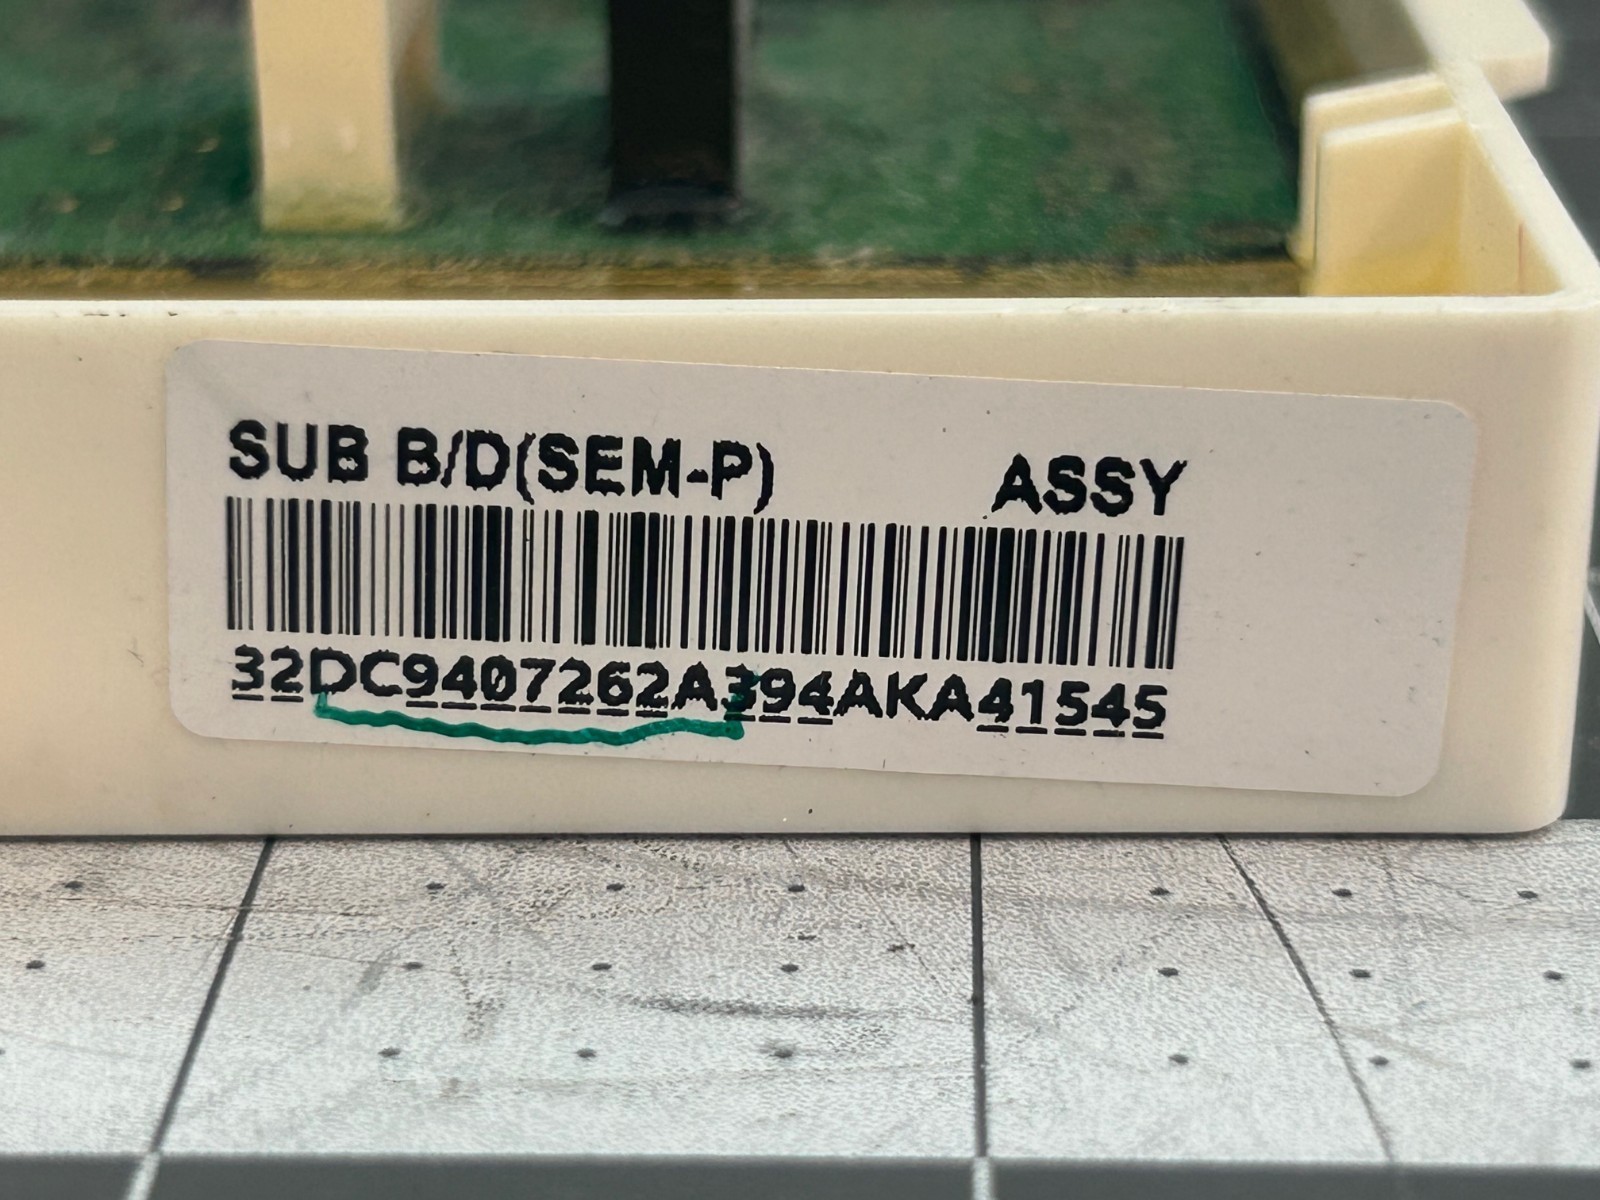 SUB B/D(SEM-P) ASSY
32DC9407262A394AKA41545